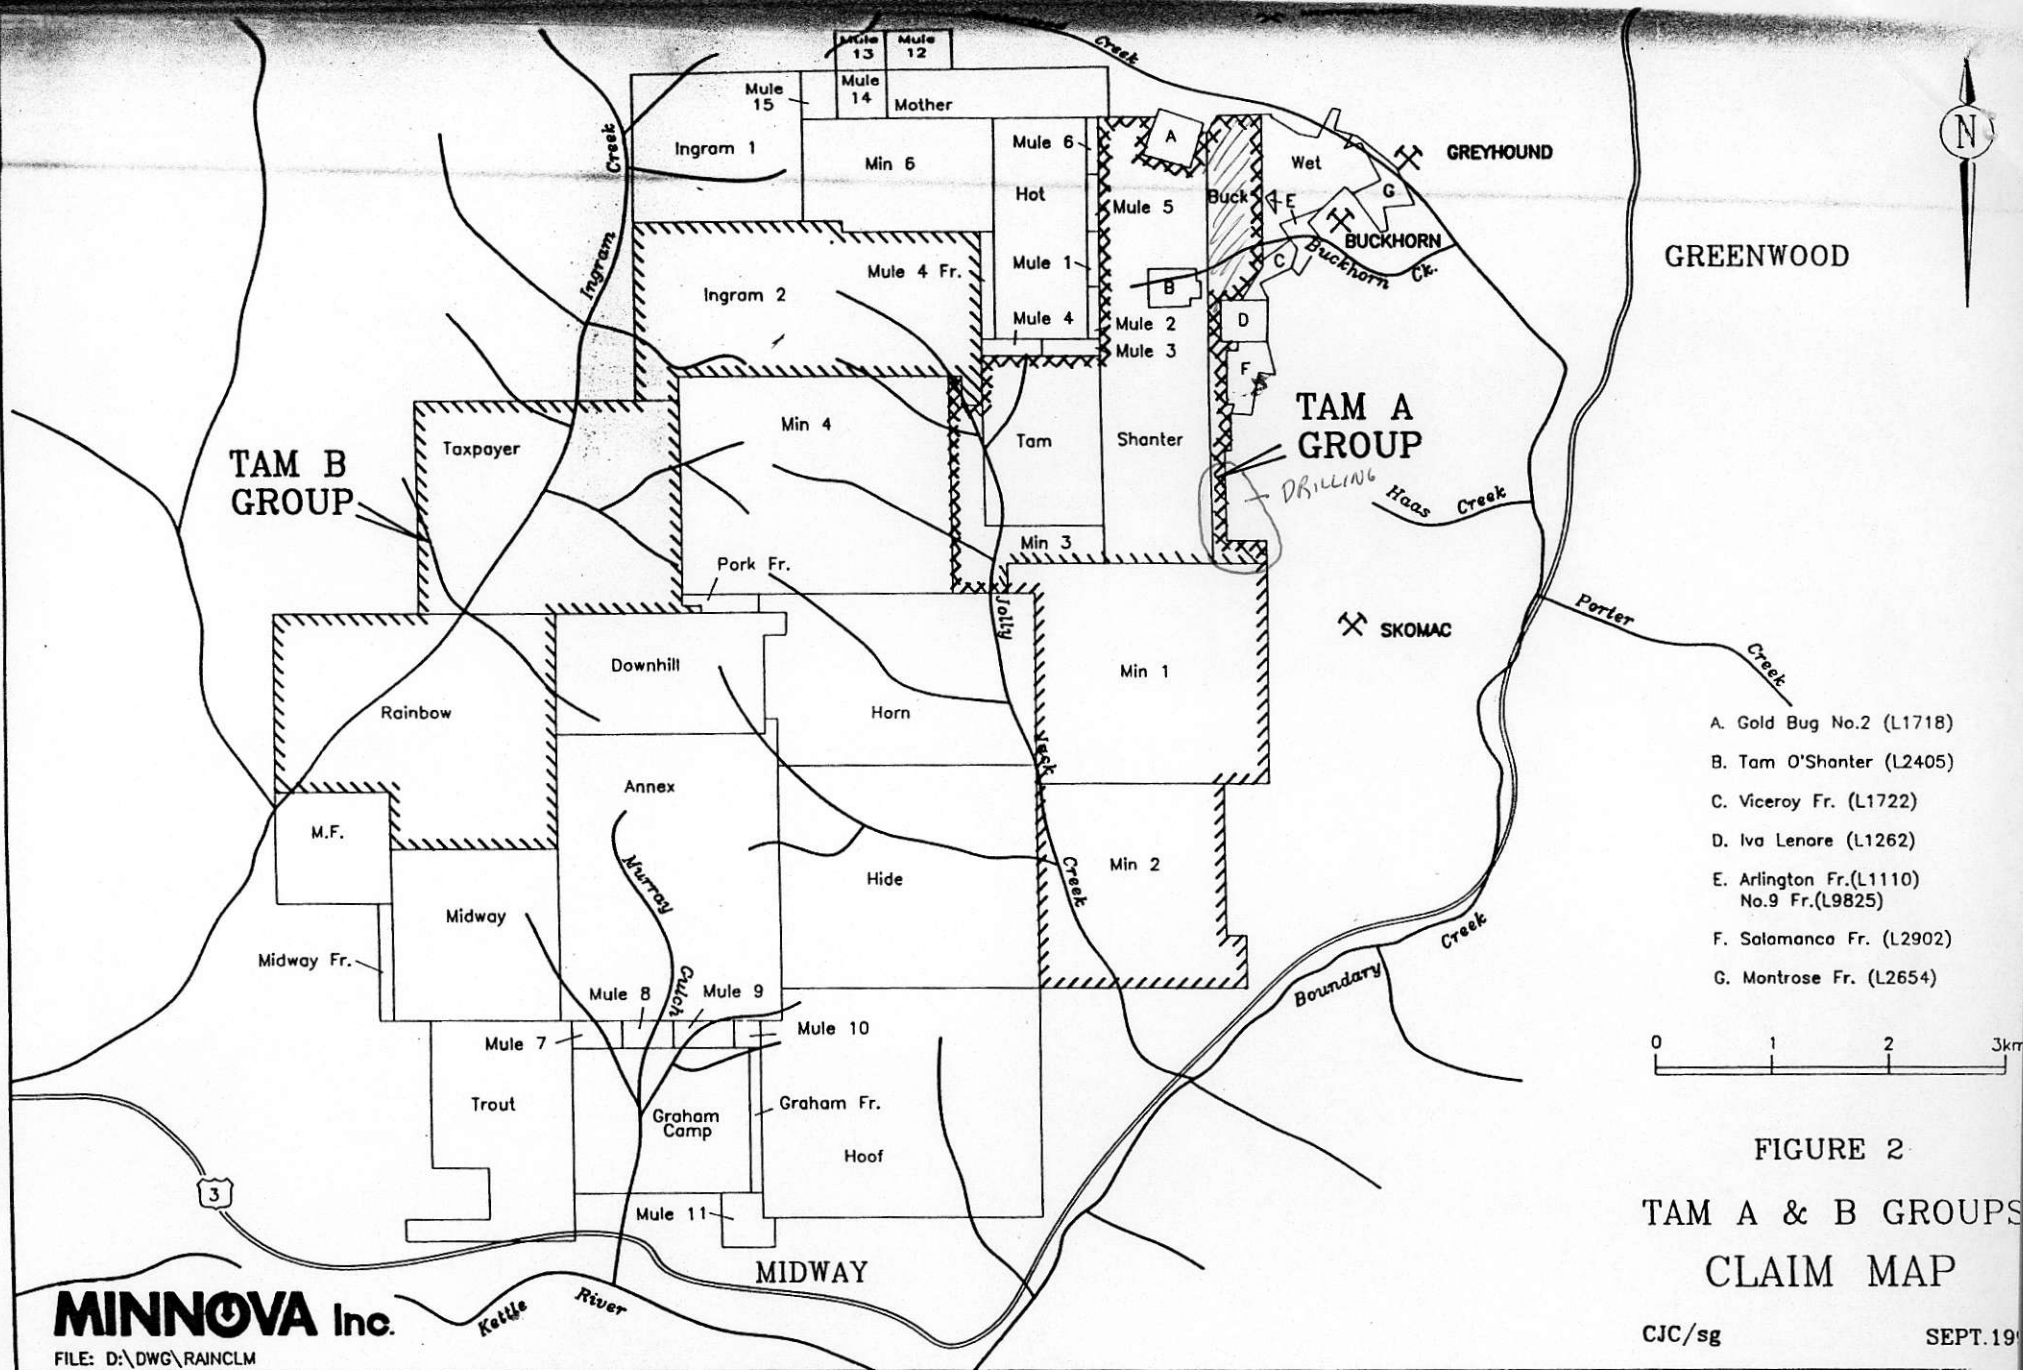 Mule
13
Mule
12
Creek
Mule
15
Mule
14
Mother
Ingram 1
Min 6
Mule 6
A
Wet
GREYHOUND
N
Creek
Hot
Mule 5
Buck
E
G
BUCKHORN
GREENWOOD
Ingram
Ingram 2
Mule 4 Fr.
Mule 1
B
C
Buckhorn Ck.
Mule 4
Mule 2
D
Mule 3
F
Taxpayer
Min 4
Tam
Shanter
TAM A
GROUP
TAM B
GROUP
DRILLING
Haas Creek
Min 3
Pork Fr.
Jolly
Porter
Creek
SKOMAC
Downhill
Min 1
Rainbow
Horn
Jack
A. Gold Bug No.2 (L1718)
B. Tam O'Shanter (L2405)
C. Viceroy Fr. (L1722)
D. Iva Lenore (L1262)
E. Arlington Fr.(L1110)
No.9 Fr.(L9825)
F. Salamanca Fr. (L2902)
G. Montrose Fr. (L2654)
Annex
M.F.
Murray
Hide
Creek
Min 2
Midway
Midway Fr.
Creek
Boundary
Mule 8
Gulch
Mule 9
Mule 7
Mule 10
0 1 2 3km
Trout
Graham
Camp
Graham Fr.
Hoof
3
Mule 11
MIDWAY
Kettle River
FIGURE 2
TAM A & B GROUPS
CLAIM MAP
CJC/sg
SEPT.19
MINNOVA Inc.
FILE: D:\DWG\RAINCLM